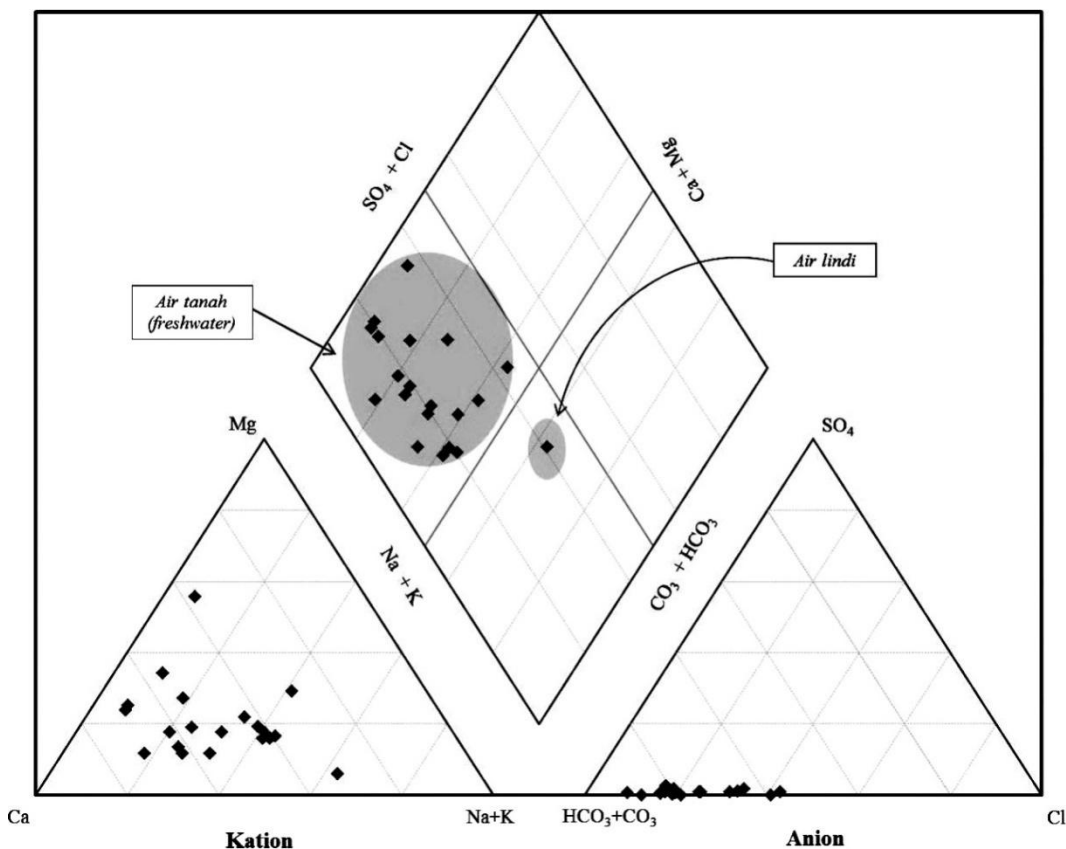 SO₄ + Cl
Ca + Mg
Air lindi
Air tanah
(freshwater)
Mg
SO₄
Na + K
CO₃ + HCO₃
Ca
Na+K
HCO₃+CO₃
Cl
Kation
Anion